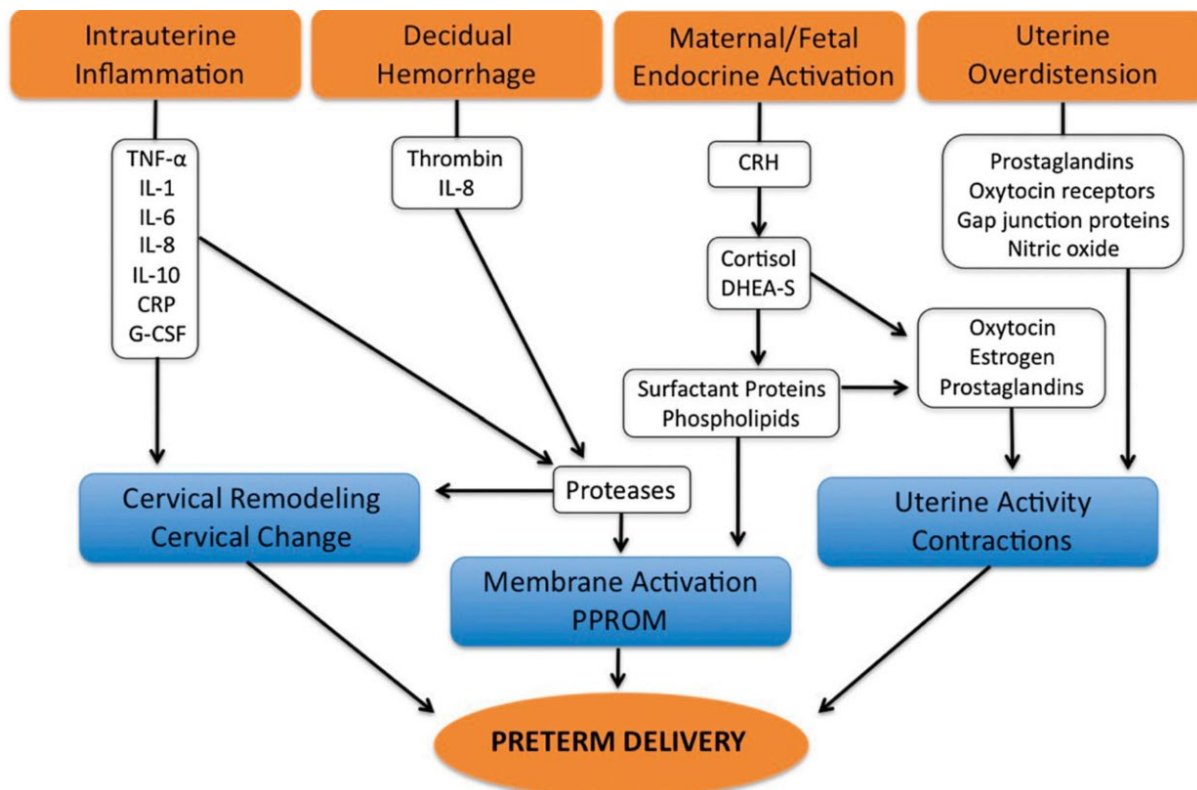 Intrauterine
Inflammation
Decidual
Hemorrhage
Maternal/Fetal
Endocrine Activation
Uterine
Overdistension
TNF-α
IL-1
IL-6
IL-8
IL-10
CRP
G-CSF
Thrombin
IL-8
CRH
Prostaglandins
Oxytocin receptors
Gap junction proteins
Nitric oxide
Cortisol
DHEA-S
Oxytocin
Estrogen
Prostaglandins
Surfactant Proteins
Phospholipids
Proteases
Cervical Remodeling
Cervical Change
Uterine Activity
Contractions
Membrane Activation
PPROM
PRETERM DELIVERY